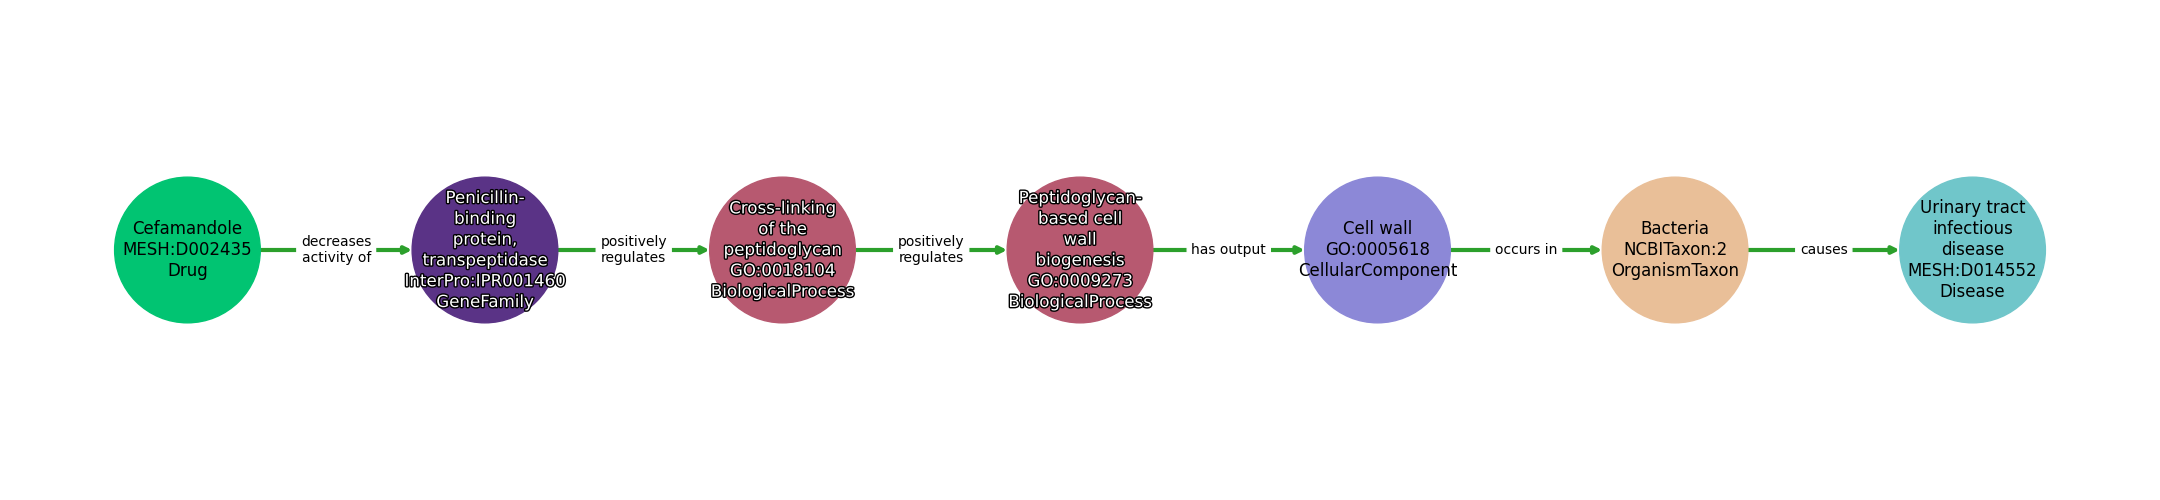 Cefamandole
MESH:D002435
Drug
decreases
activity of
Penicillin-
binding
protein,
transpeptidase
InterPro:IPR001460
GeneFamily
positively
regulates
Cross-linking
of the
peptidoglycan
GO:0018104
BiologicalProcess
positively
regulates
Peptidoglycan-
based cell
wall
biogenesis
GO:0009273
BiologicalProcess
has output
Cell wall
GO:0005618
CellularComponent
occurs in
Bacteria
NCBITaxon:2
OrganismTaxon
causes
Urinary tract
infectious
disease
MESH:D014552
Disease